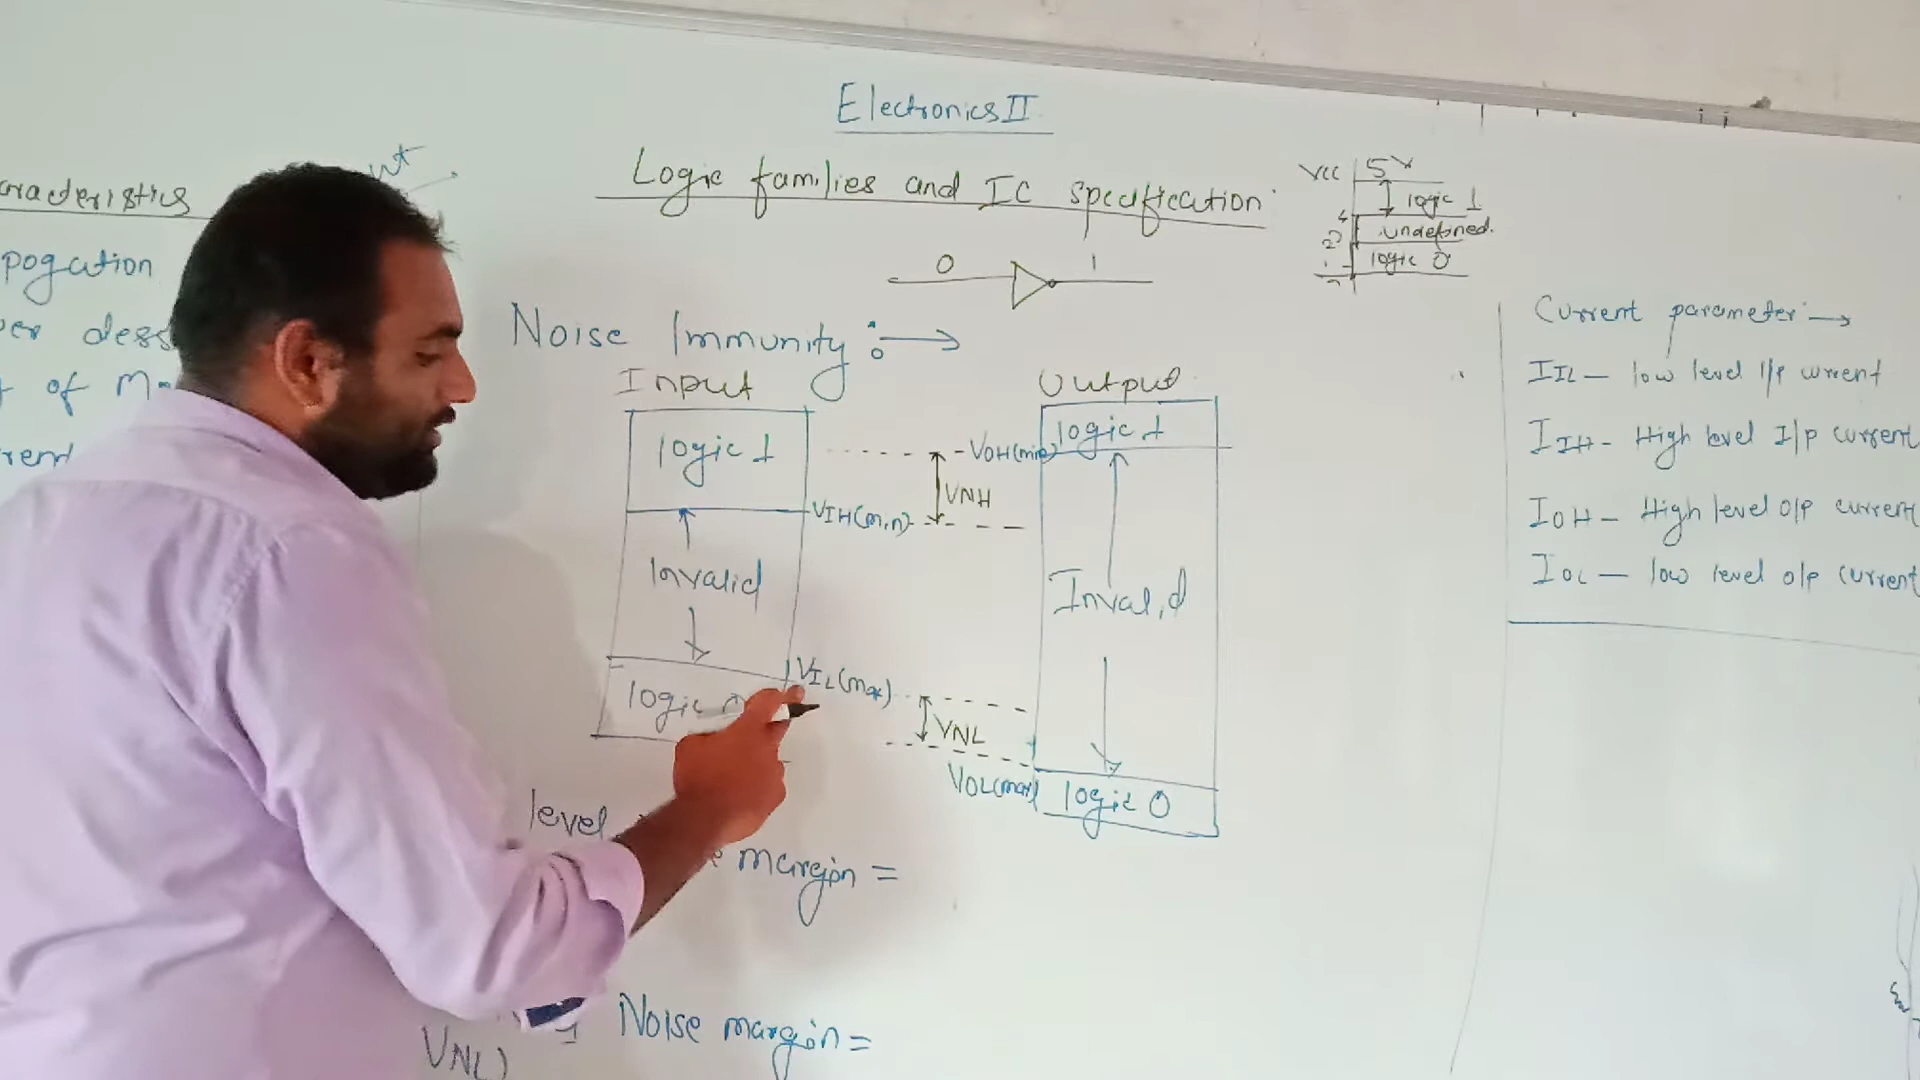 Electronics II
Logic families and IC specification
characteristics
pogation
of
0 1
VCC 5V
logic 1
undefined.
logic 0
Noise Immunity : →
Input
logic 1
Invalid
logic
VIH(min)
VIL(max)
VOH(min)
VNH
VNL
VOL(max)
Output
logic 1
Invalid
logic 0
level
margin =
Noise margin =
VNL)
Current parameter :→
IIL – low level I/p current
IIH – High level I/p current
IOH – High level o/p current
IOL – low level o/p current